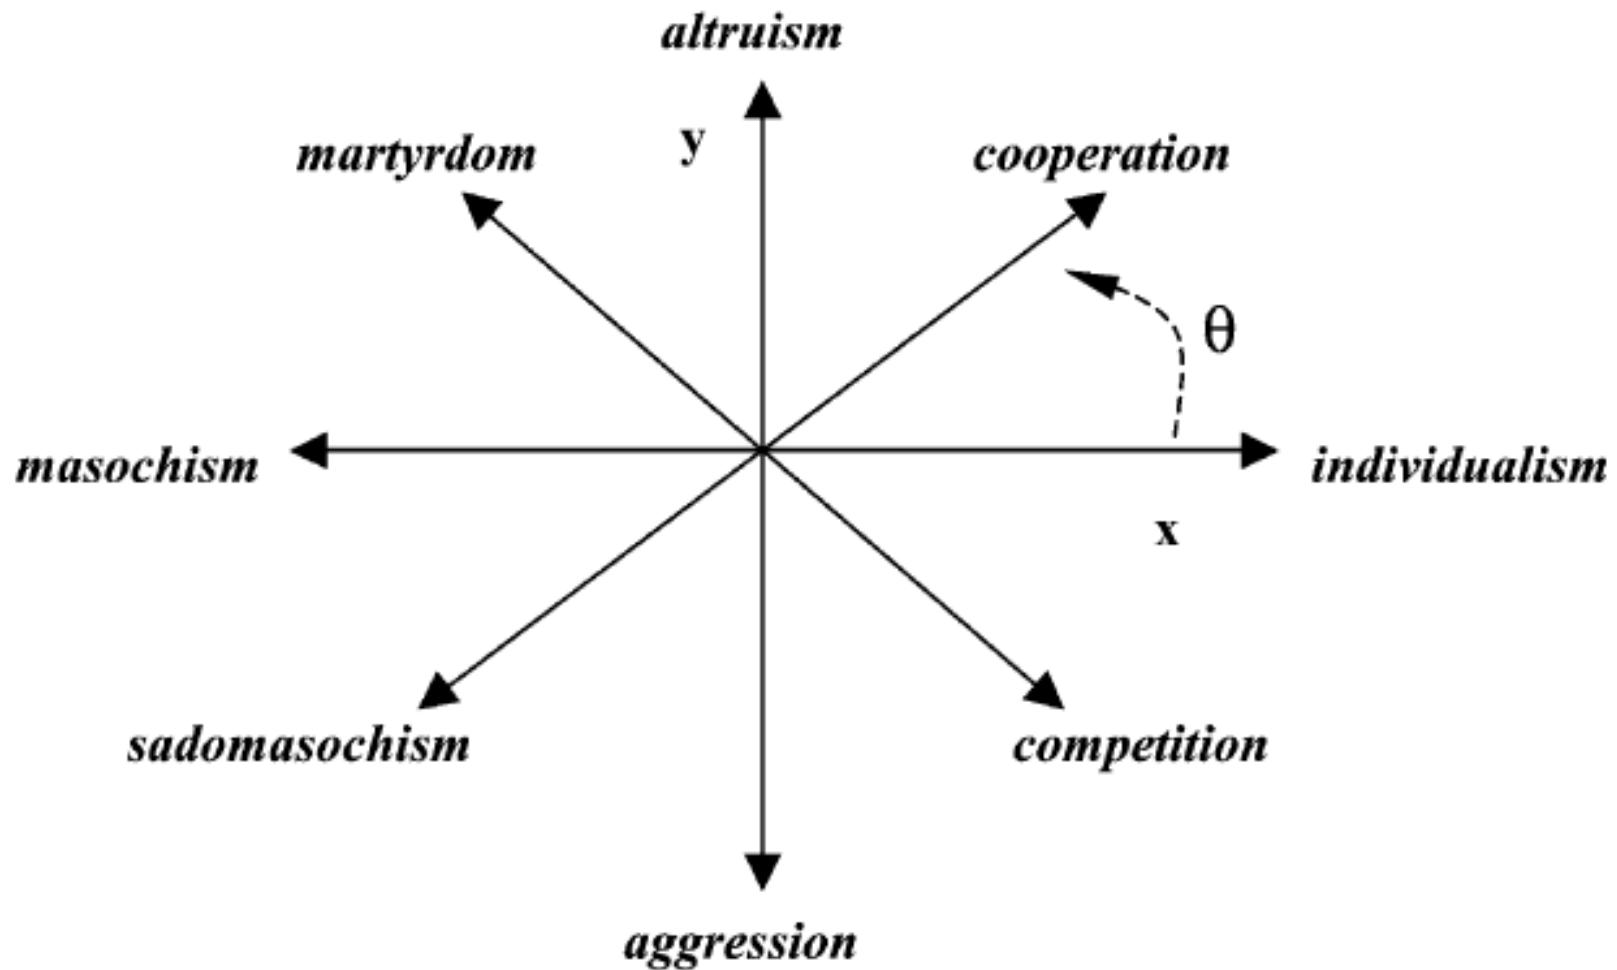 altruism
martyrdom
y
cooperation
θ
masochism
individualism
x
sadomasochism
competition
aggression